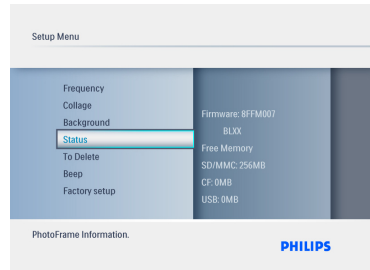 Setup Menu
Frequency
Collage
Background
Status
To Delete
Beep
Factory setup
Firmware: 8FFM007
BLXX
Free Memory
SD/MMC: 256MB
CF: 0MB
USB: 0MB
PhotoFrame Information.
PHILIPS